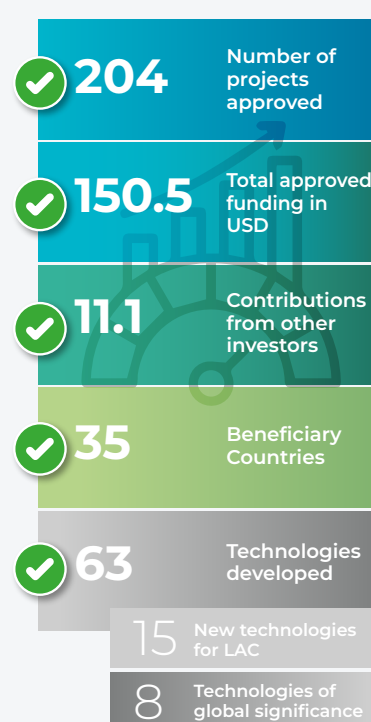 204
Number of
projects
approved
150.5
Total approved
funding in
USD
11.1
Contributions
from other
investors
35
Beneficiary
Countries
63
Technologies
developed
15
New technologies
for LAC
8
Technologies of
global significance